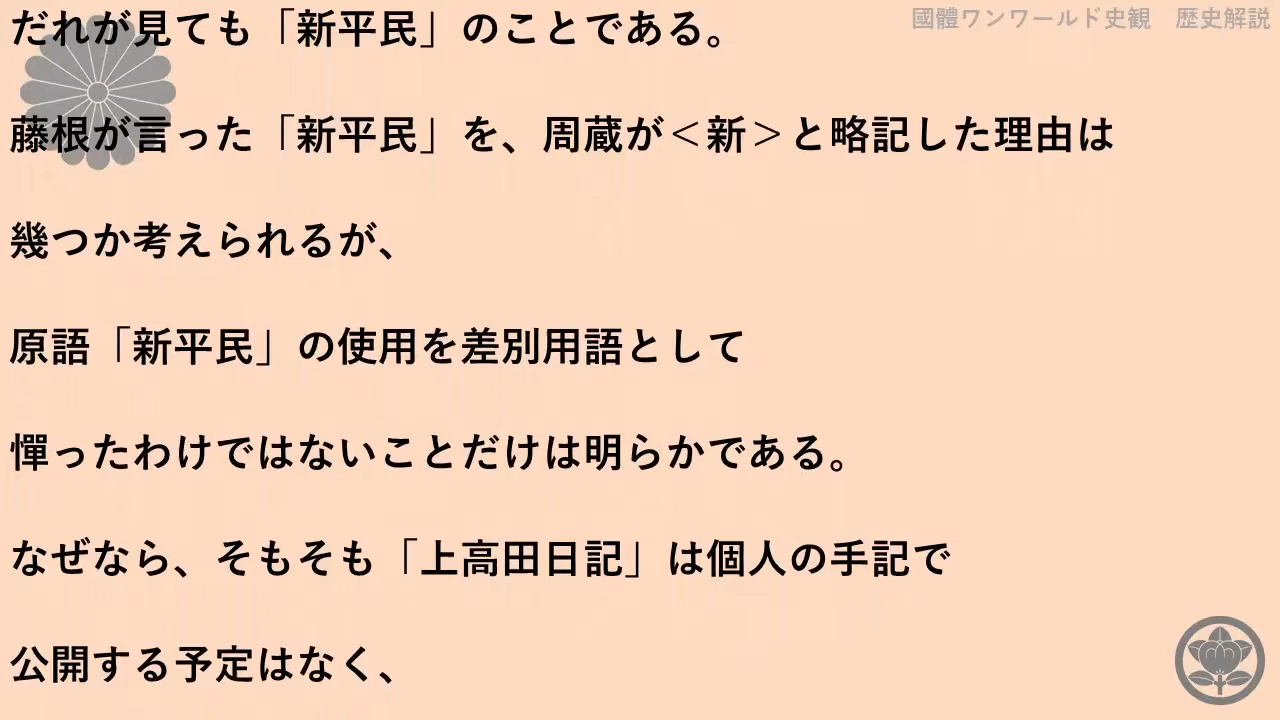 國體ワンワールド史観　歴史解説
だれが見ても「新平民」のことである。
藤根が言った「新平民」を、周蔵が＜新＞と略記した理由は
幾つか考えられるが、
原語「新平民」の使用を差別用語として
憚ったわけではないことだけは明らかである。
なぜなら、そもそも「上高田日記」は個人の手記で
公開する予定はなく、